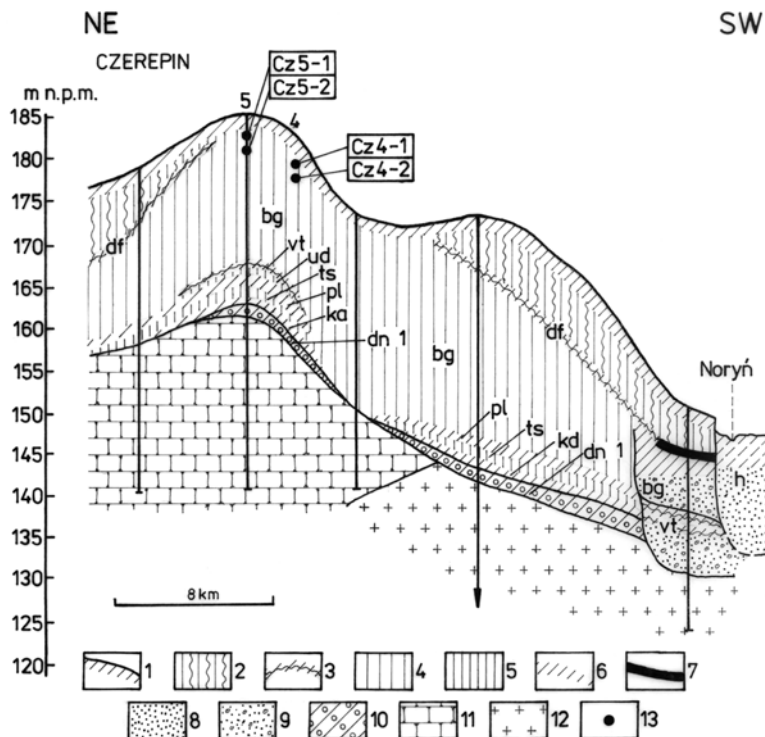 NE SW
CZEREPIN
m n.p.m.
Cz5-1
Cz5-2
5
4
Cz4-1
Cz4-2
185
180
175
170
165
160
155
150
145
140
135
130
125
120
df
bg
vt
ud
ts
pl
ka
dn 1
bg
df
pl
ts
kd
dn 1
Noryń
bg
vt
h
8 km
1 2 3 4 5 6 7
8 9 10 11 12 13